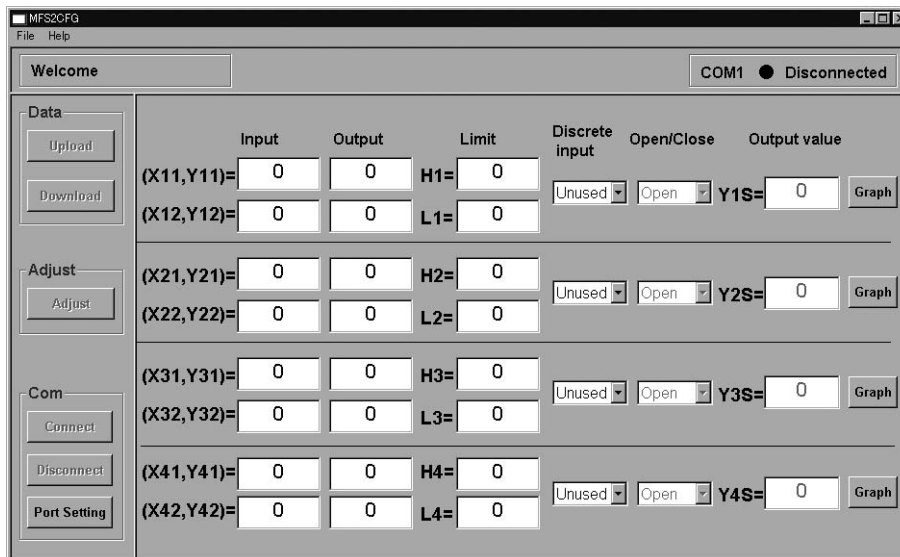 MFS2CFG
File Help
Welcome
COM1 Disconnected
Data
Upload
Download
Adjust
Adjust
Com
Connect
Disconnect
Port Setting
Input Output Limit Discrete input Open/Close Output value
(X11,Y11)= 0 0 H1= 0
(X12,Y12)= 0 0 L1= 0
Unused Open Y1S= 0 Graph
(X21,Y21)= 0 0 H2= 0
(X22,Y22)= 0 0 L2= 0
Unused Open Y2S= 0 Graph
(X31,Y31)= 0 0 H3= 0
(X32,Y32)= 0 0 L3= 0
Unused Open Y3S= 0 Graph
(X41,Y41)= 0 0 H4= 0
(X42,Y42)= 0 0 L4= 0
Unused Open Y4S= 0 Graph